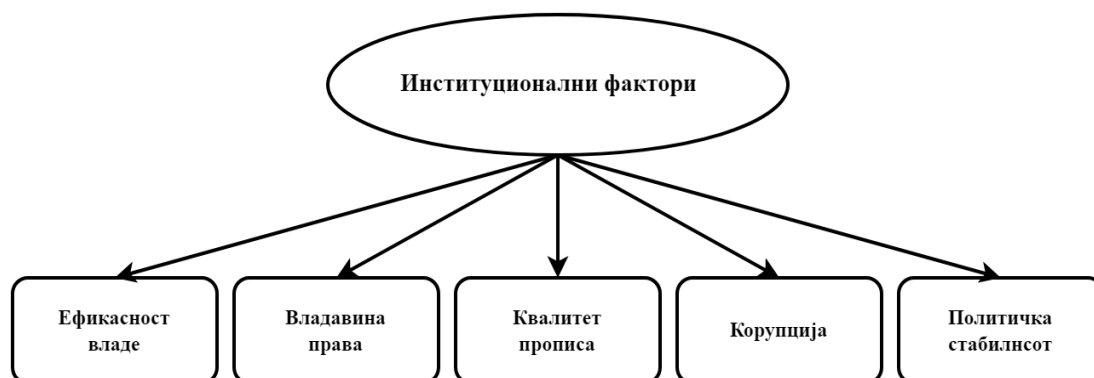 Институционални фактори
Ефикасност
владе
Владавина
права
Квалитет
прописа
Корупција
Политичка
стабилнсот